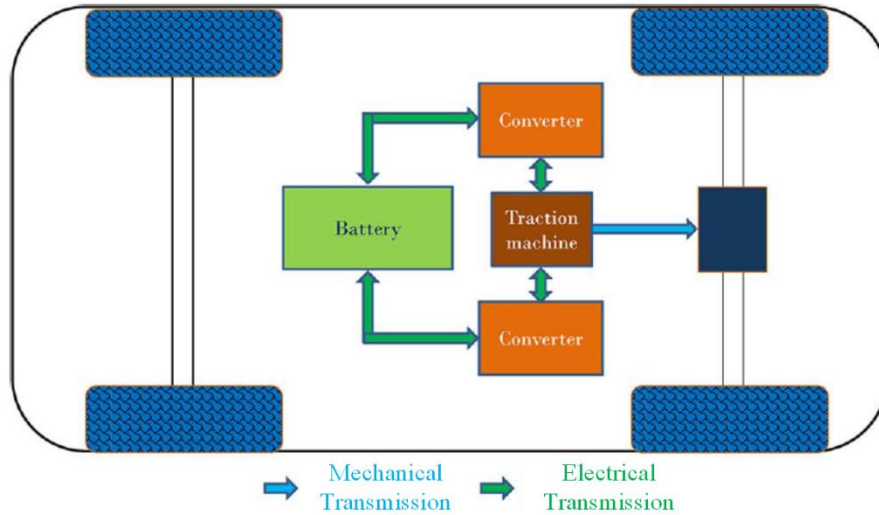 Converter
Battery
Traction
machine
Converter
Mechanical
Transmission
Electrical
Transmission